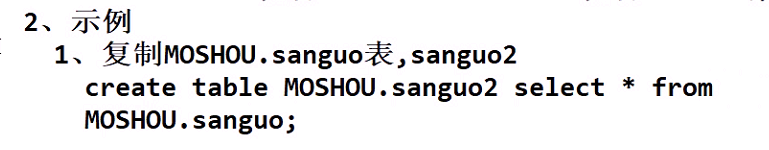 2、示例
1、复制MOSHOU.sanguo表,sanguo2
create table MOSHOU.sanguo2 select * from
MOSHOU.sanguo;